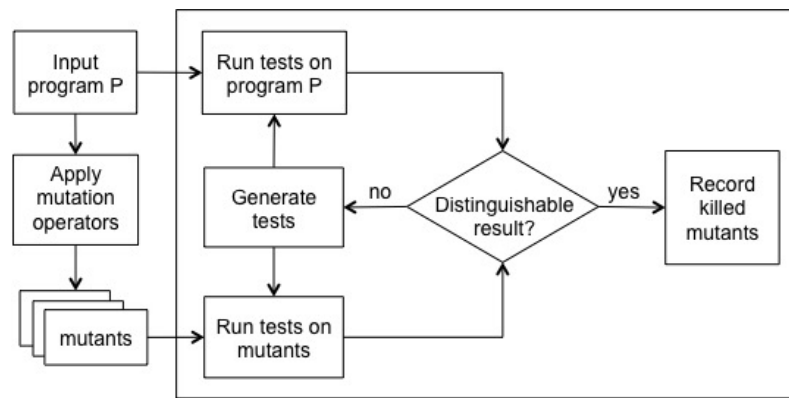 Input
program P
Run tests on
program P
Apply
mutation
operators
Generate
tests
no
Distinguishable
result?
yes
Record
killed
mutants
mutants
Run tests on
mutants